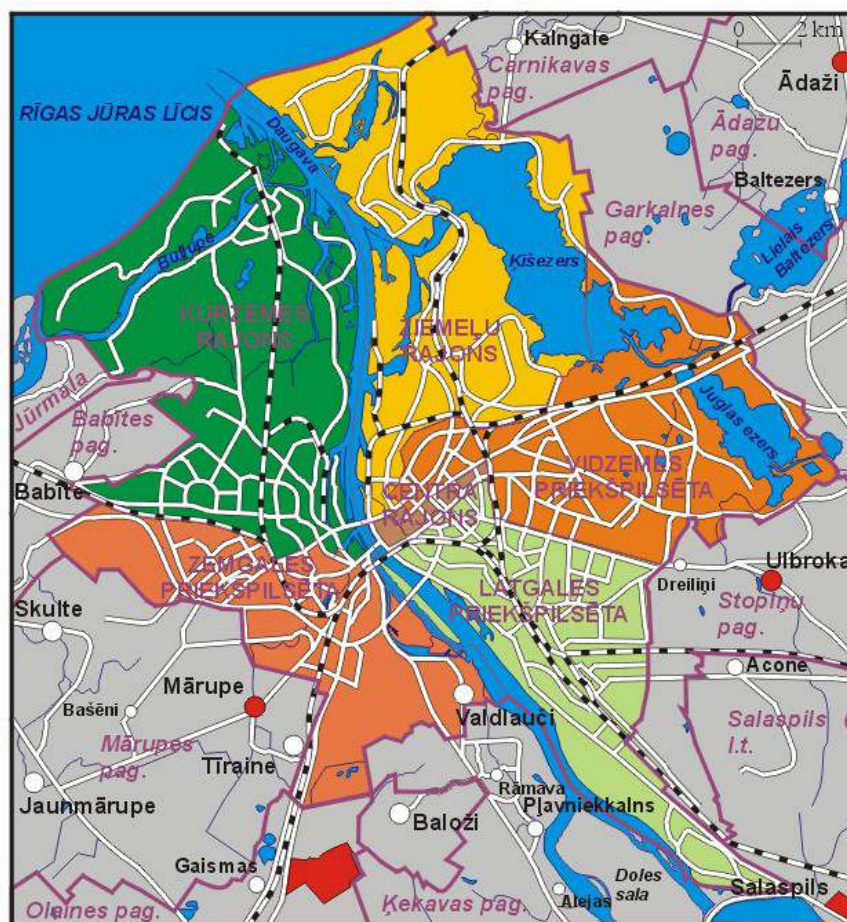 Kalngale
0 2 km
Carnikavas
pag.
Ādaži
RĪGAS JŪRAS LĪCIS
Daugava
Ādažu
pag.
Baltezers
Garkalnes
pag.
Lielais
Baltezers
Buļļupe
Ķīšezers
KURZEMES
RAJONS
ZIEMEĻU
RAJONS
Jūrmala
Babītes
pag.
Juglas ezers
Babīte
CENTRA
RAJONS
VIDZEMES
PRIEKŠPILSĒTA
ZEMGALES
PRIEKŠPILSĒTA
LATGALES
PRIEKŠPILSĒTA
Dreiliņi
Ulbroka
Stopiņu
pag.
Skulte
Acone
Mārupe
Bašēni
Valdlauči
Salaspils
l.t.
Mārupes
pag.
Tīraine
Jaunmārupe
Rāmava
Pļavniekkalns
Baloži
Gaismas
Doles
sala
Alejas
Salaspils
Olaines pag.
Ķekavas pag.